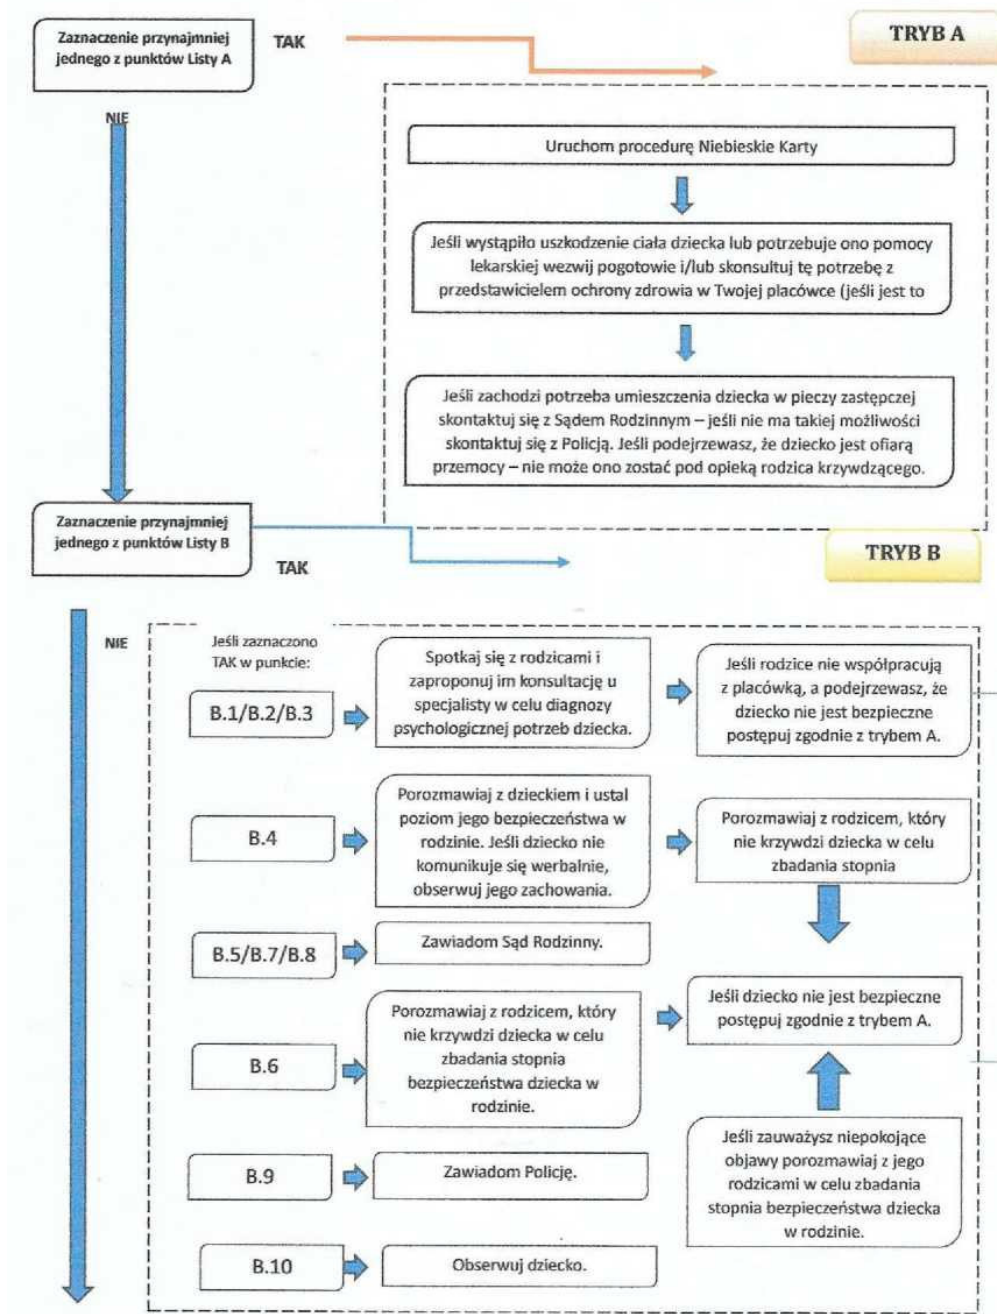 Zaznaczenie przynajmniej
jednego z punktów Listy A
TAK
TRYB A
NIE
Uruchom procedurę Niebieskie Karty
Jeśli wystąpiło uszkodzenie ciała dziecka lub potrzebuje ono pomocy
lekarskiej wezwij pogotowie i/lub skonsultuj tę potrzebę z
przedstawicielem ochrony zdrowia w Twojej placówce (jeśli jest to
Jeśli zachodzi potrzeba umieszczenia dziecka w pieczy zastępczej
skontaktuj się z Sądem Rodzinnym – jeśli nie ma takiej możliwości
skontaktuj się z Policją. Jeśli podejrzewasz, że dziecko jest ofiarą
przemocy – nie może ono zostać pod opieką rodzica krzywdzącego.
Zaznaczenie przynajmniej
jednego z punktów Listy B
TAK
TRYB B
NIE
Jeśli zaznaczono
TAK w punkcie:
B.1/B.2/B.3
Spotkaj się z rodzicami i
zaproponuj im konsultację u
specjalisty w celu diagnozy
psychologicznej potrzeb dziecka.
Jeśli rodzice nie współpracują
z placówką, a podejrzewasz, że
dziecko nie jest bezpieczne
postępuj zgodnie z trybem A.
B.4
Porozmawiaj z dzieckiem i ustal
poziom jego bezpieczeństwa w
rodzinie. Jeśli dziecko nie
komunikuje się werbalnie,
obserwuj jego zachowania.
Porozmawiaj z rodzicem, który
nie krzywdzi dziecka w celu
zbadania stopnia
B.5/B.7/B.8
Zawiadom Sąd Rodzinny.
Jeśli dziecko nie jest bezpieczne
postępuj zgodnie z trybem A.
B.6
Porozmawiaj z rodzicem, który
nie krzywdzi dziecka w celu
zbadania stopnia
bezpieczeństwa dziecka w
rodzinie.
Jeśli zauważysz niepokojące
objawy porozmawiaj z jego
rodzicami w celu zbadania
stopnia bezpieczeństwa dziecka
w rodzinie.
B.9
Zawiadom Policję.
B.10
Obserwuj dziecko.